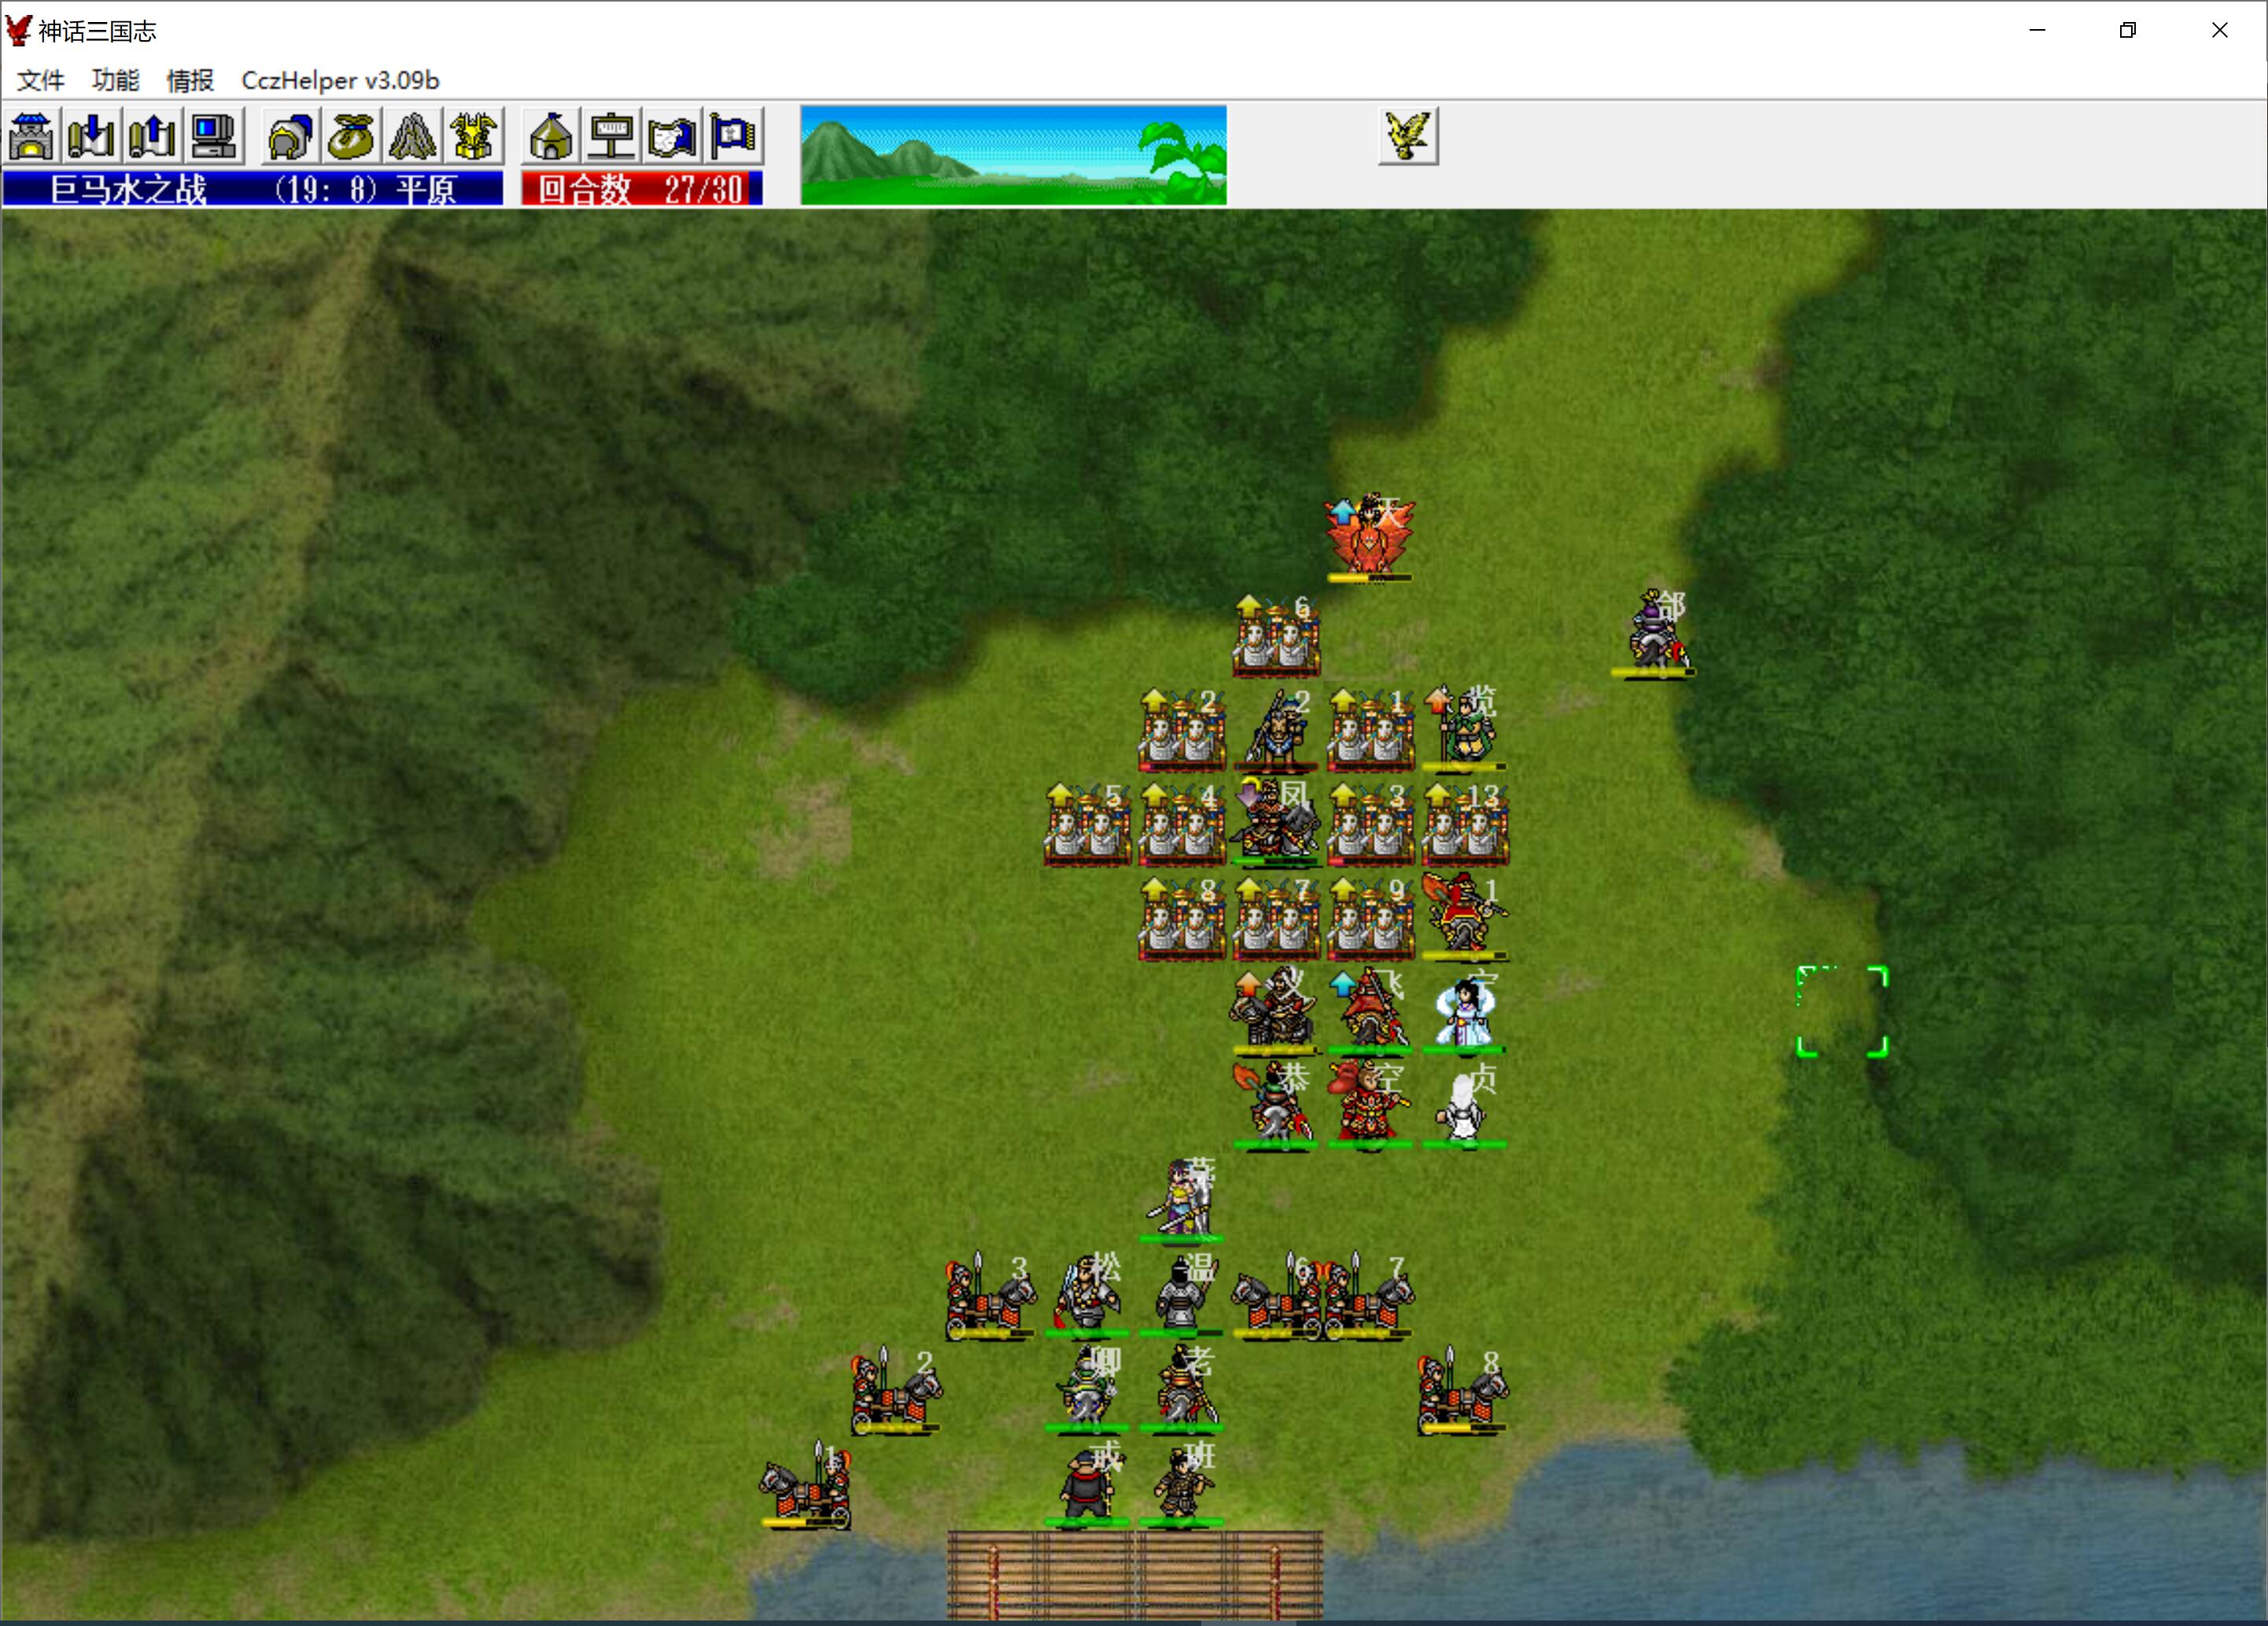 神话三国志
文件 功能 情报 CczHelper v3.09b
巨马水之战 (19: 8) 平原 回合数 27/30
天
6 郃
2 2 1 览
5 4 凤 3 13
8 7 9 1
义 飞 宁
恭 空 贞
燕
3 松 温 6 7
2 卿 老 8
1 戒 班